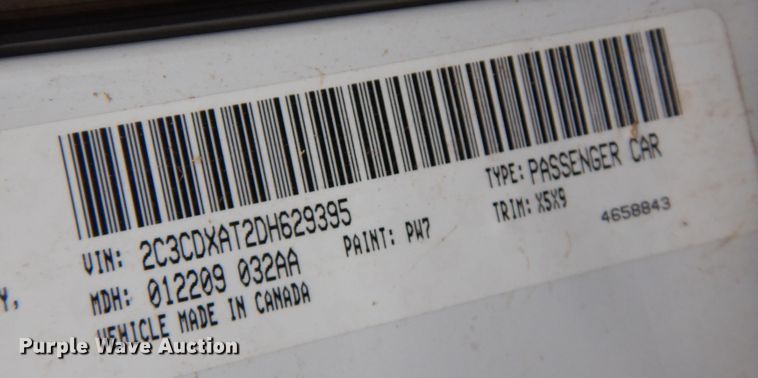 VIN: 2C3CDXAT2DH629395
TYPE: PASSENGER CAR
MDH: 012209 032AA
PAINT: PW7
TRIM: X5X9
VEHICLE MADE IN CANADA
4658843
Y,
Purple Wave Auction